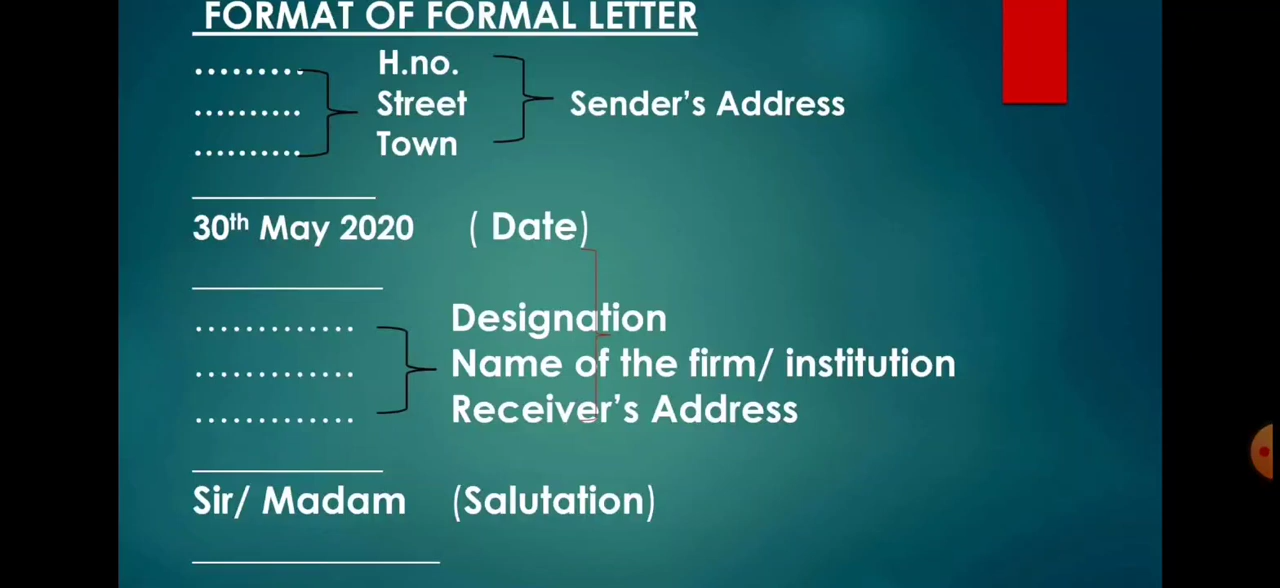 FORMAT OF FORMAL LETTER
......... H.no.
.......... Street Sender's Address
.......... Town
30th May 2020 ( Date)
............. Designation
............. Name of the firm/ institution
............. Receiver's Address
Sir/ Madam (Salutation)